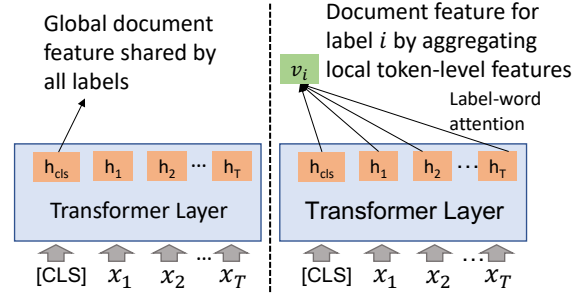 Global document
feature shared by
all labels
h_cls h_1 h_2 ... h_T
Transformer Layer
[CLS] x_1 x_2 ... x_T
Document feature for
label i by aggregating
local token-level features
v_i
Label-word
attention
h_cls h_1 h_2 ... h_T
Transformer Layer
[CLS] x_1 x_2 ... x_T